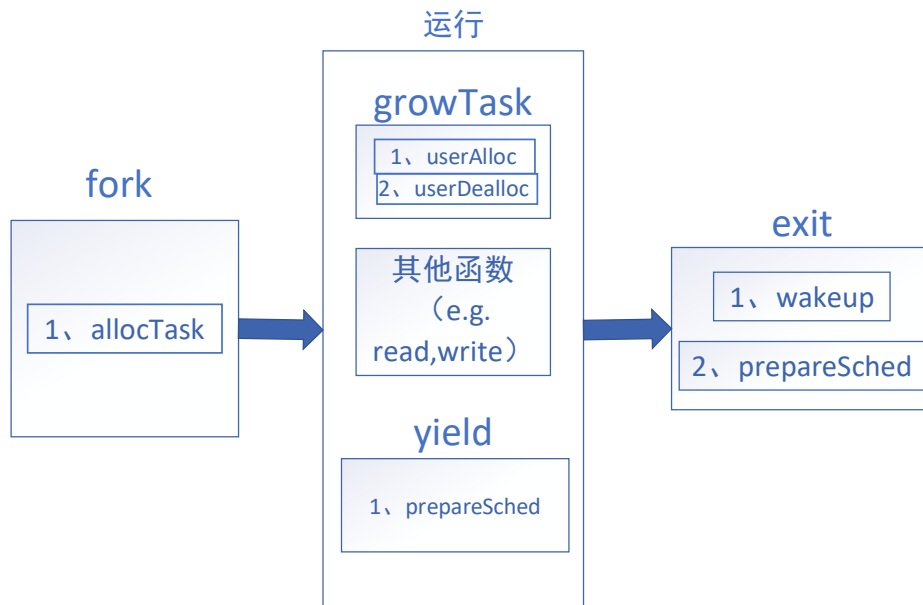 fork
1、allocTask
运行
growTask
1、userAlloc
2、userDealloc
其他函数
（e.g.
read,write）
yield
1、prepareSched
exit
1、wakeup
2、prepareSched